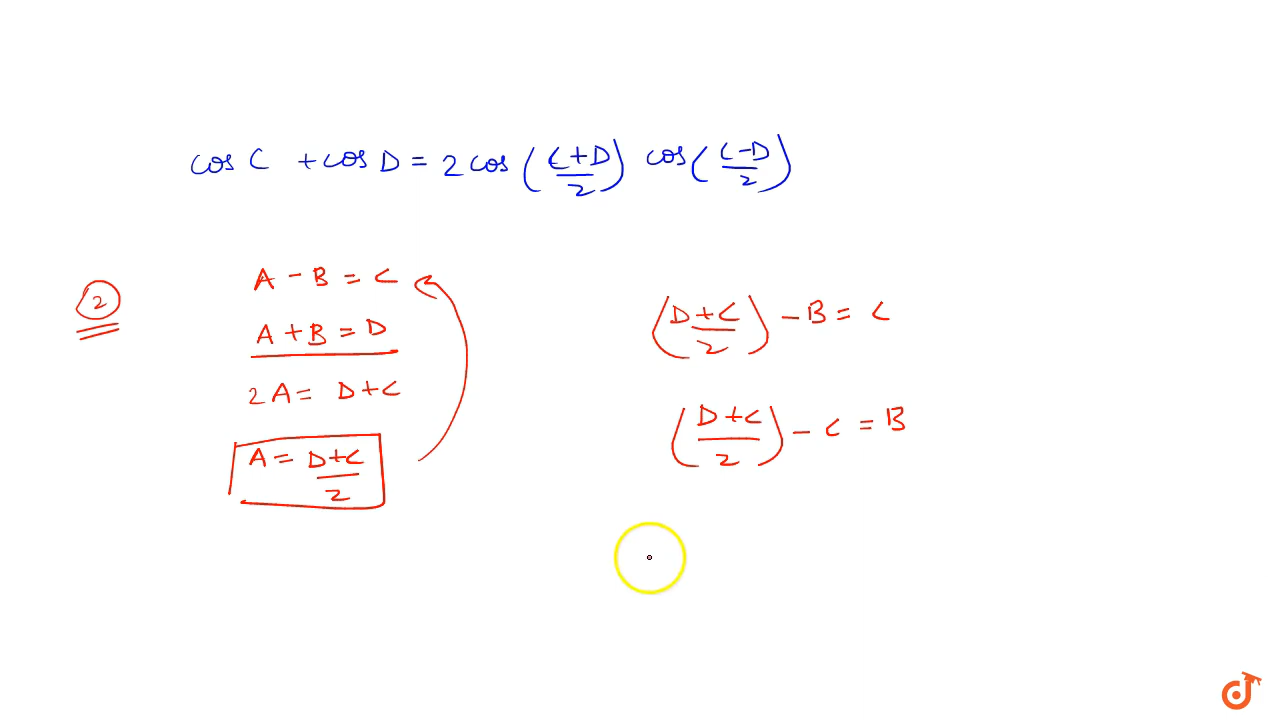 cos C + cos D = 2 cos ( (C+D)/2 ) cos ( (C-D)/2 )
2
A - B = C
A + B = D
2A = D+C
A = (D+C)/2
( (D+C)/2 ) - B = C
( (D+C)/2 ) - C = B